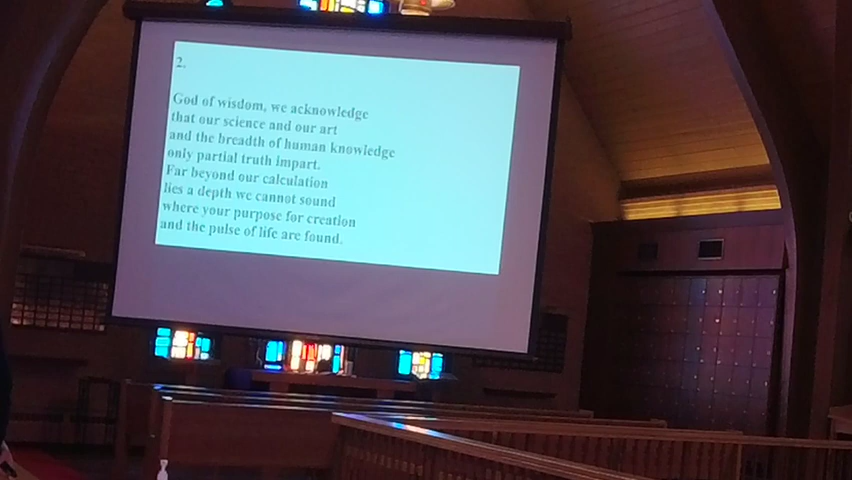 2.
God of wisdom, we acknowledge
that our science and our art
and the breadth of human knowledge
only partial truth impart.
Far beyond our calculation
lies a depth we cannot sound
where your purpose for creation
and the pulse of life are found.